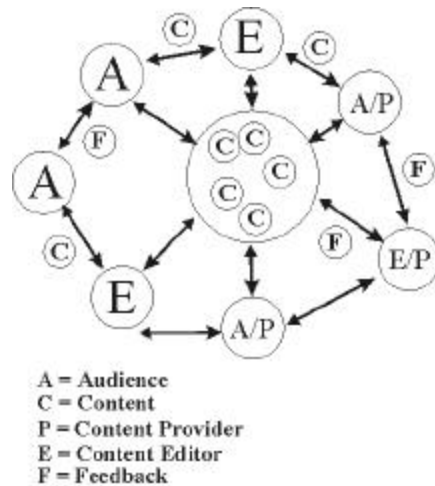 C
E
C
A
A/P
F
C
C
C
F
A
C
C
C
F
E/P
E
A/P
A = Audience
C = Content
P = Content Provider
E = Content Editor
F = Feedback